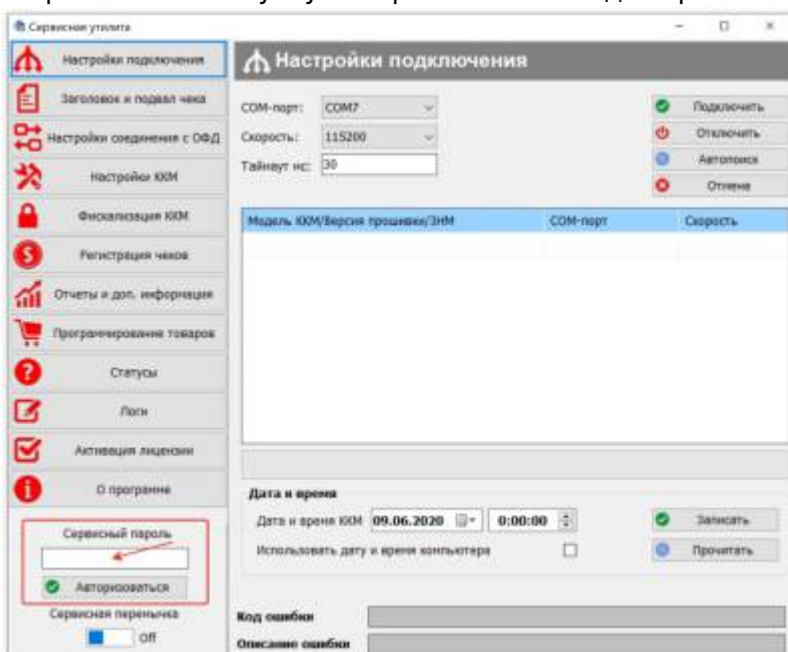 Сервисная утилита
Настройки подключения
Заголовок и подвал чека
Настройки соединения с ОФД
Настройки ККМ
Фискализация ККМ
Регистрация чеков
Отчеты и доп. информация
Программирование товаров
Статусы
Логи
Активация лицензии
О программе
Сервисный пароль
Авторизоваться
Сервисная перемычка
Off
Настройки подключения
COM-порт: COM7
Скорость: 115200
Таймаут мс: 30
Подключить
Отключить
Автопоиск
Отмена
Модель ККМ/Версия прошивки/ЗНМ COM-порт Скорость
Дата и время
Дата и время ККМ 09.06.2020 0:00:00
Записать
Использовать дату и время компьютера
Прочитать
Код ошибки
Описание ошибки